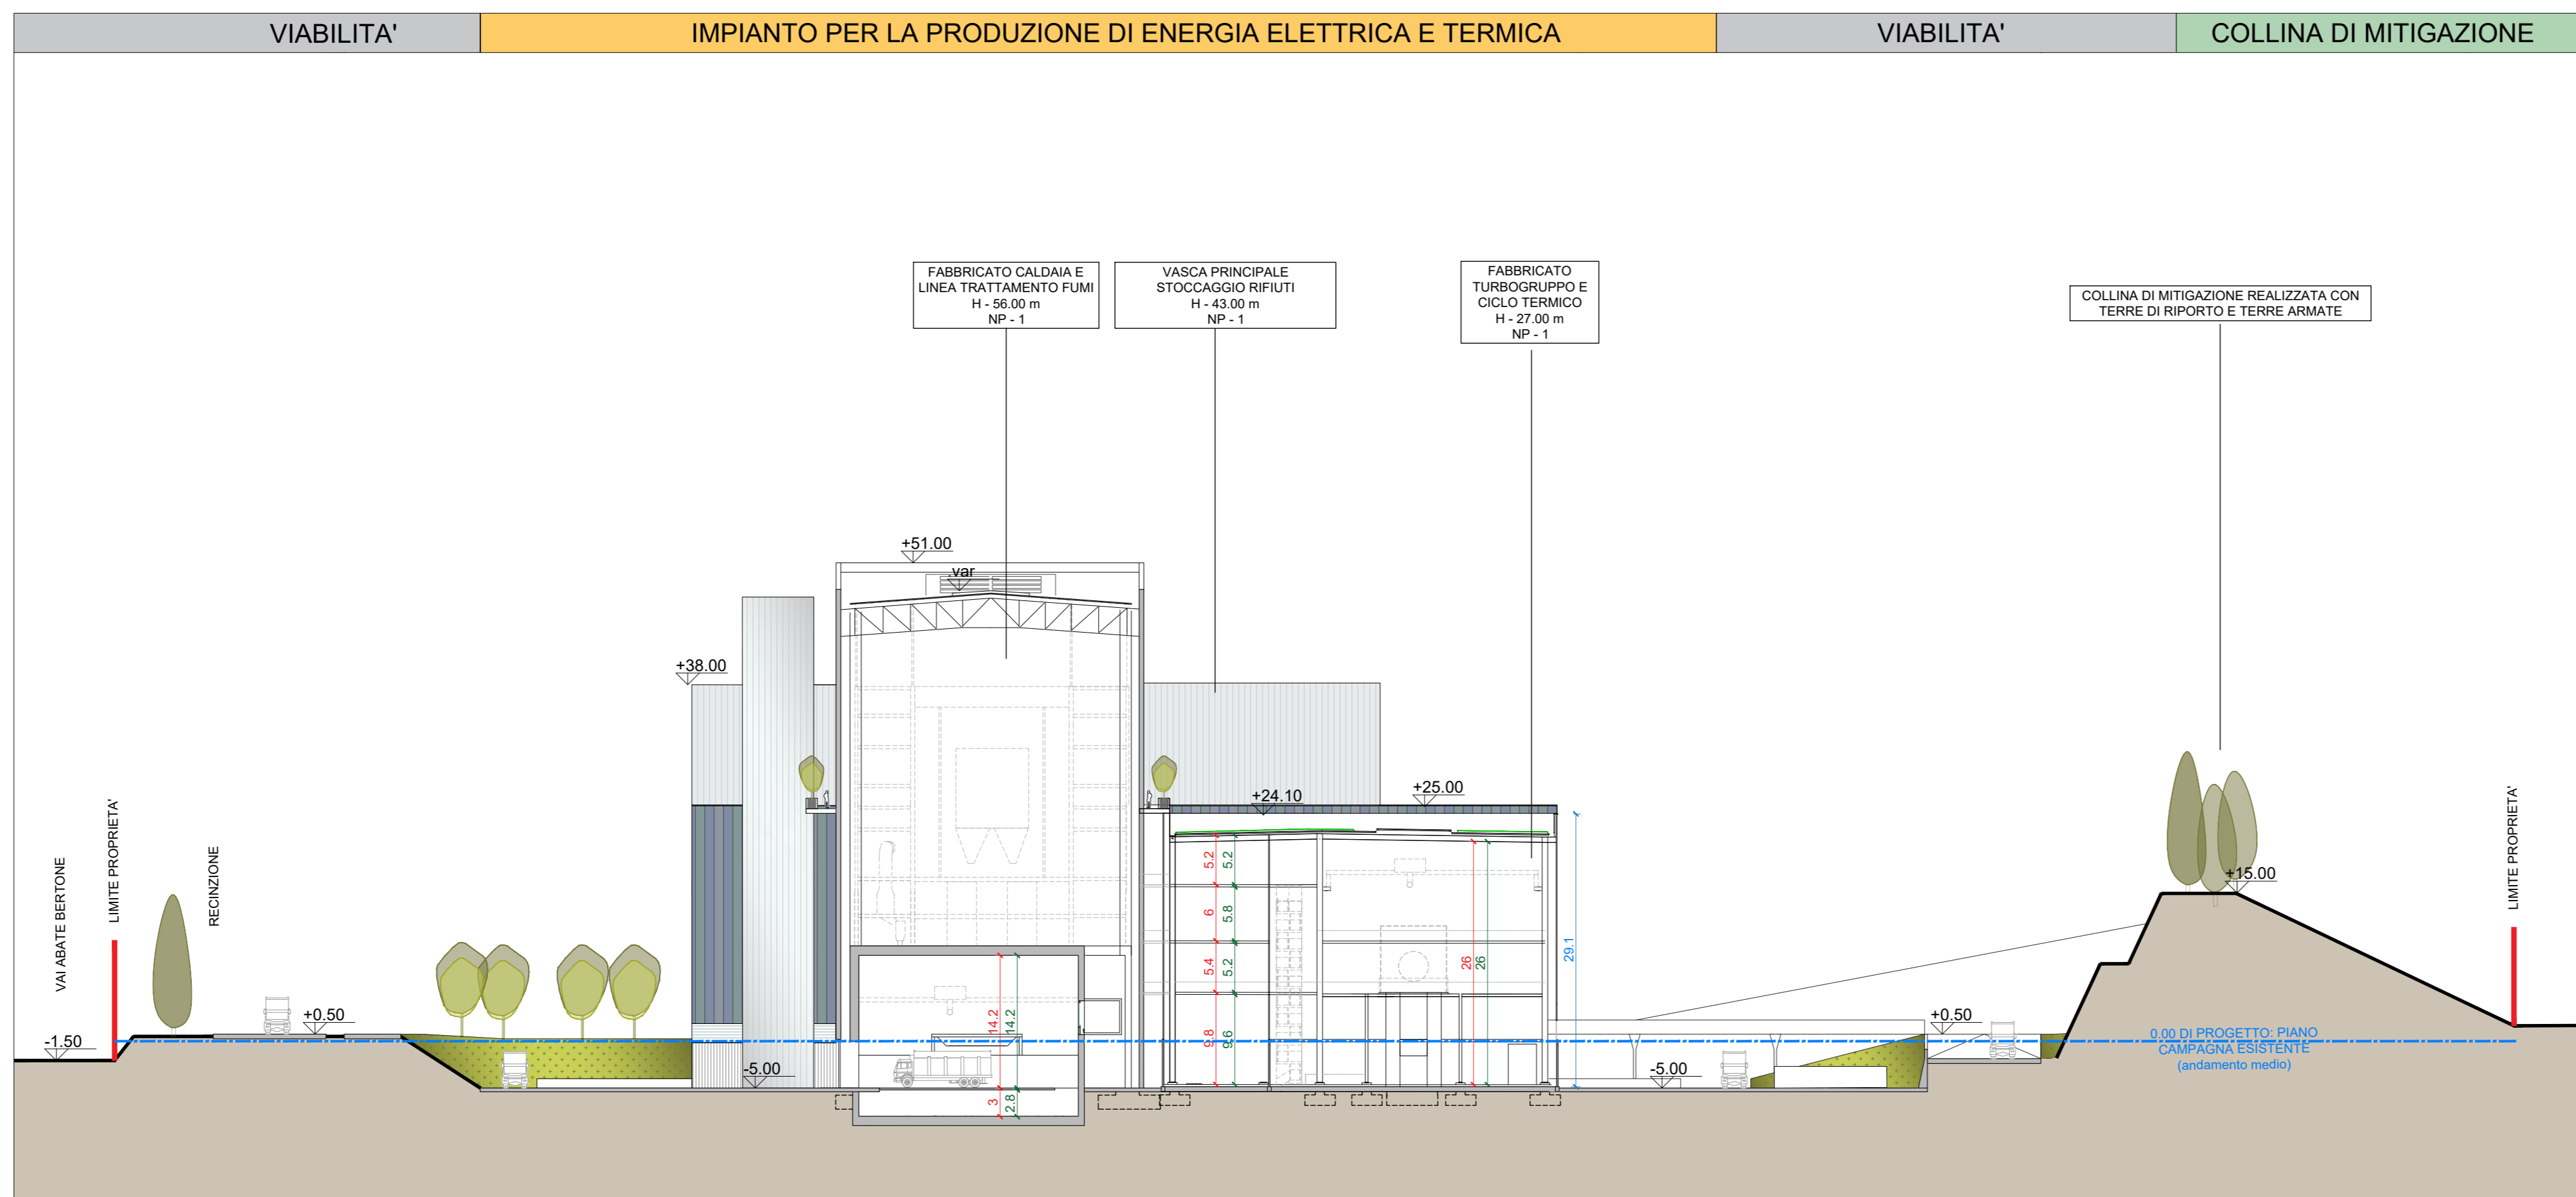 VIABILITA'
IMPIANTO PER LA PRODUZIONE DI ENERGIA ELETTRICA E TERMICA
VIABILITA'
COLLINA DI MITIGAZIONE
FABBRICATO CALDAIA E
LINEA TRATTAMENTO FUMI
H - 56.00 m
NP - 1
VASCA PRINCIPALE
STOCCAGGIO RIFIUTI
H - 43.00 m
NP - 1
FABBRICATO
TURBOGRUPPO E
CICLO TERMICO
H - 27.00 m
NP - 1
COLLINA DI MITIGAZIONE REALIZZATA CON
TERRE DI RIPORTO E TERRE ARMATE
+51.00
.var
+38.00
+24.10
+25.00
+15.00
VAI ABATE BERTONE
LIMITE PROPRIETA'
RECINZIONE
LIMITE PROPRIETA'
5.2
5.2
6
5.8
5.4
5.2
9.8
9.6
26
26
29.1
14.2
14.2
3
2.8
-1.50
+0.50
-5.00
-5.00
+0.50
0.00 DI PROGETTO: PIANO
CAMPAGNA ESISTENTE
(andamento medio)